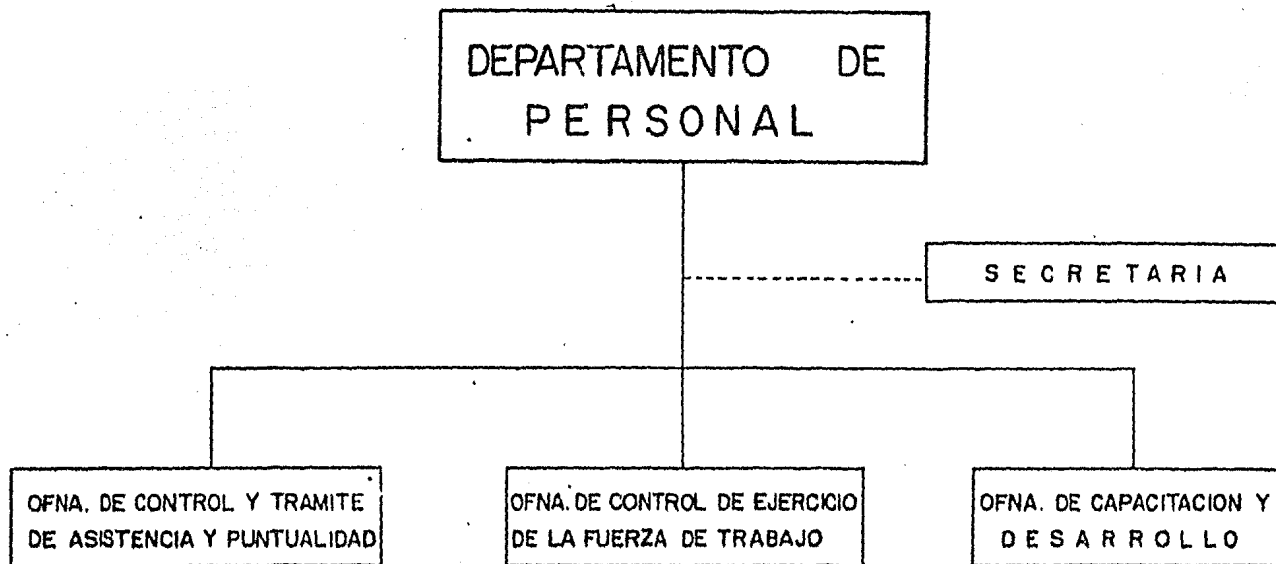 DEPARTAMENTO DE
PERSONAL
SECRETARIA
OFNA. DE CONTROL Y TRAMITE
DE ASISTENCIA Y PUNTUALIDAD
OFNA. DE CONTROL DE EJERCICIO
DE LA FUERZA DE TRABAJO
OFNA. DE CAPACITACION Y
DESARROLLO